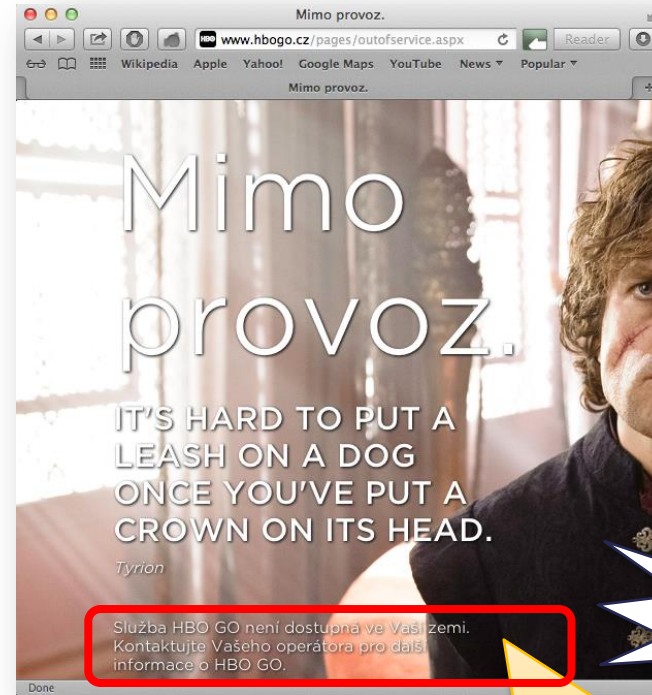 Mimo provoz.
HBO www.hbogo.cz/pages/outofservice.aspx Reader
Wikipedia Apple Yahoo! Google Maps YouTube News Popular
Mimo provoz.
Mimo
provoz.
IT'S HARD TO PUT A
LEASH ON A DOG
ONCE YOU'VE PUT A
CROWN ON ITS HEAD.
Tyrion
Služba HBO GO není dostupná ve Vaší zemi.
Kontaktujte Vašeho operátora pro další
informace o HBO GO.
Done